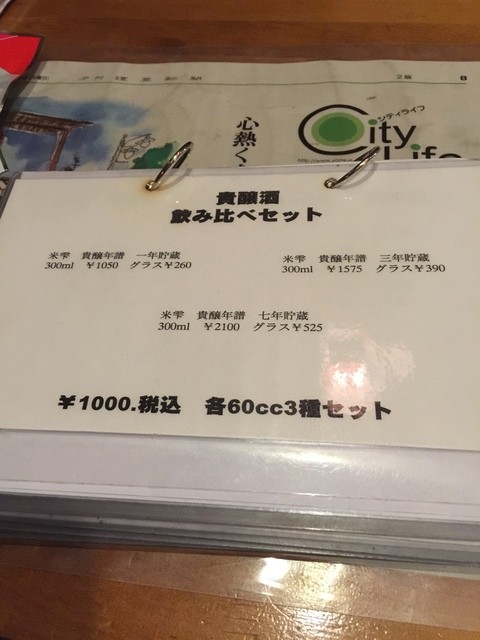 心熱く
シティライフ
City
Life
貴醸酒
飲み比べセット
米雫 貴醸年譜 一年貯蔵
300ml ￥1050 グラス￥260
米雫 貴醸年譜 三年貯蔵
300ml ￥1575 グラス￥390
米雫 貴醸年譜 七年貯蔵
300ml ￥2100 グラス￥525
￥1000.税込 各60cc3種セット